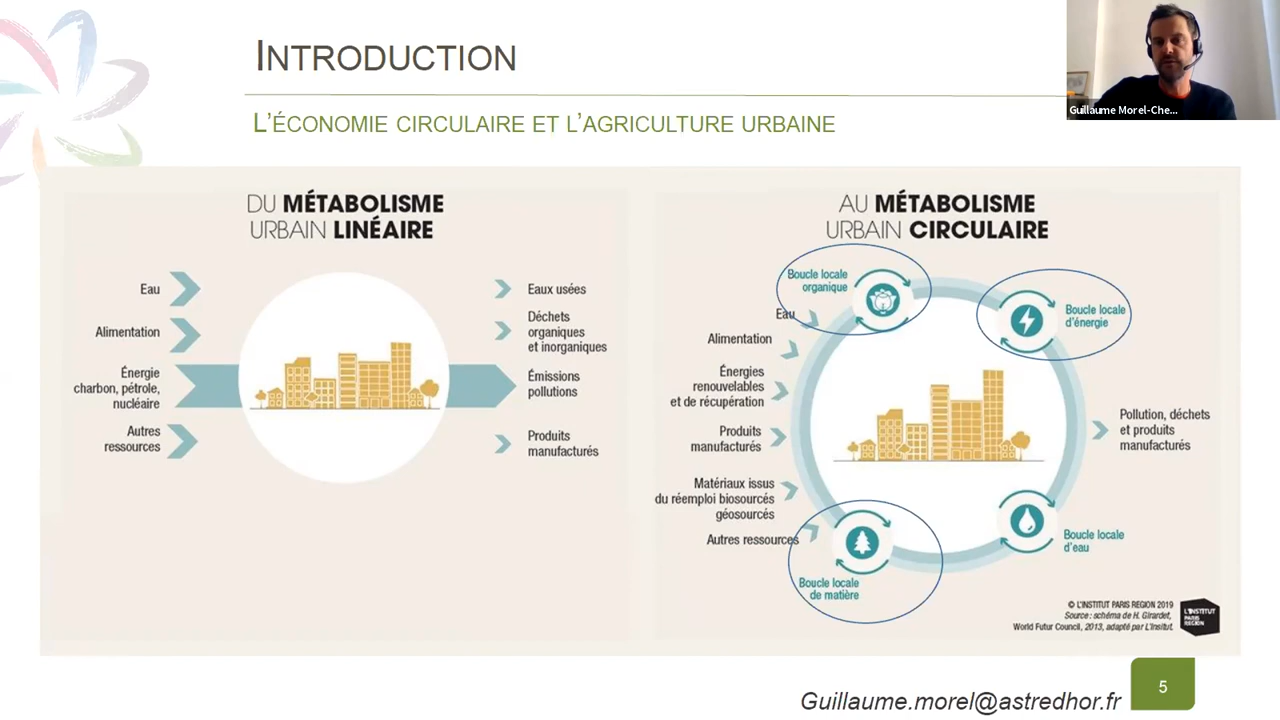 INTRODUCTION
L'ÉCONOMIE CIRCULAIRE ET L'AGRICULTURE URBAINE
Guillaume Morel-Che...
DU MÉTABOLISME
URBAIN LINÉAIRE
Eau
Alimentation
Énergie
charbon, pétrole,
nucléaire
Autres
ressources
Eaux usées
Déchets
organiques
et inorganiques
Émissions
pollutions
Produits
manufacturés
AU MÉTABOLISME
URBAIN CIRCULAIRE
Boucle locale
organique
Boucle locale
d'énergie
Eau
Alimentation
Énergies
renouvelables
et de récupération
Produits
manufacturés
Matériaux issus
du réemploi biosourcés
géosourcés
Autres ressources
Boucle locale
de matière
Pollution, déchets
et produits
manufacturés
Boucle locale
d'eau
© L'INSTITUT PARIS REGION 2019
Source : schéma de H. Girardet,
World Futur Council, 2013, adapté par L'Insitut.
L'INSTITUT
PARIS
REGION
Guillaume.morel@astredhor.fr
5